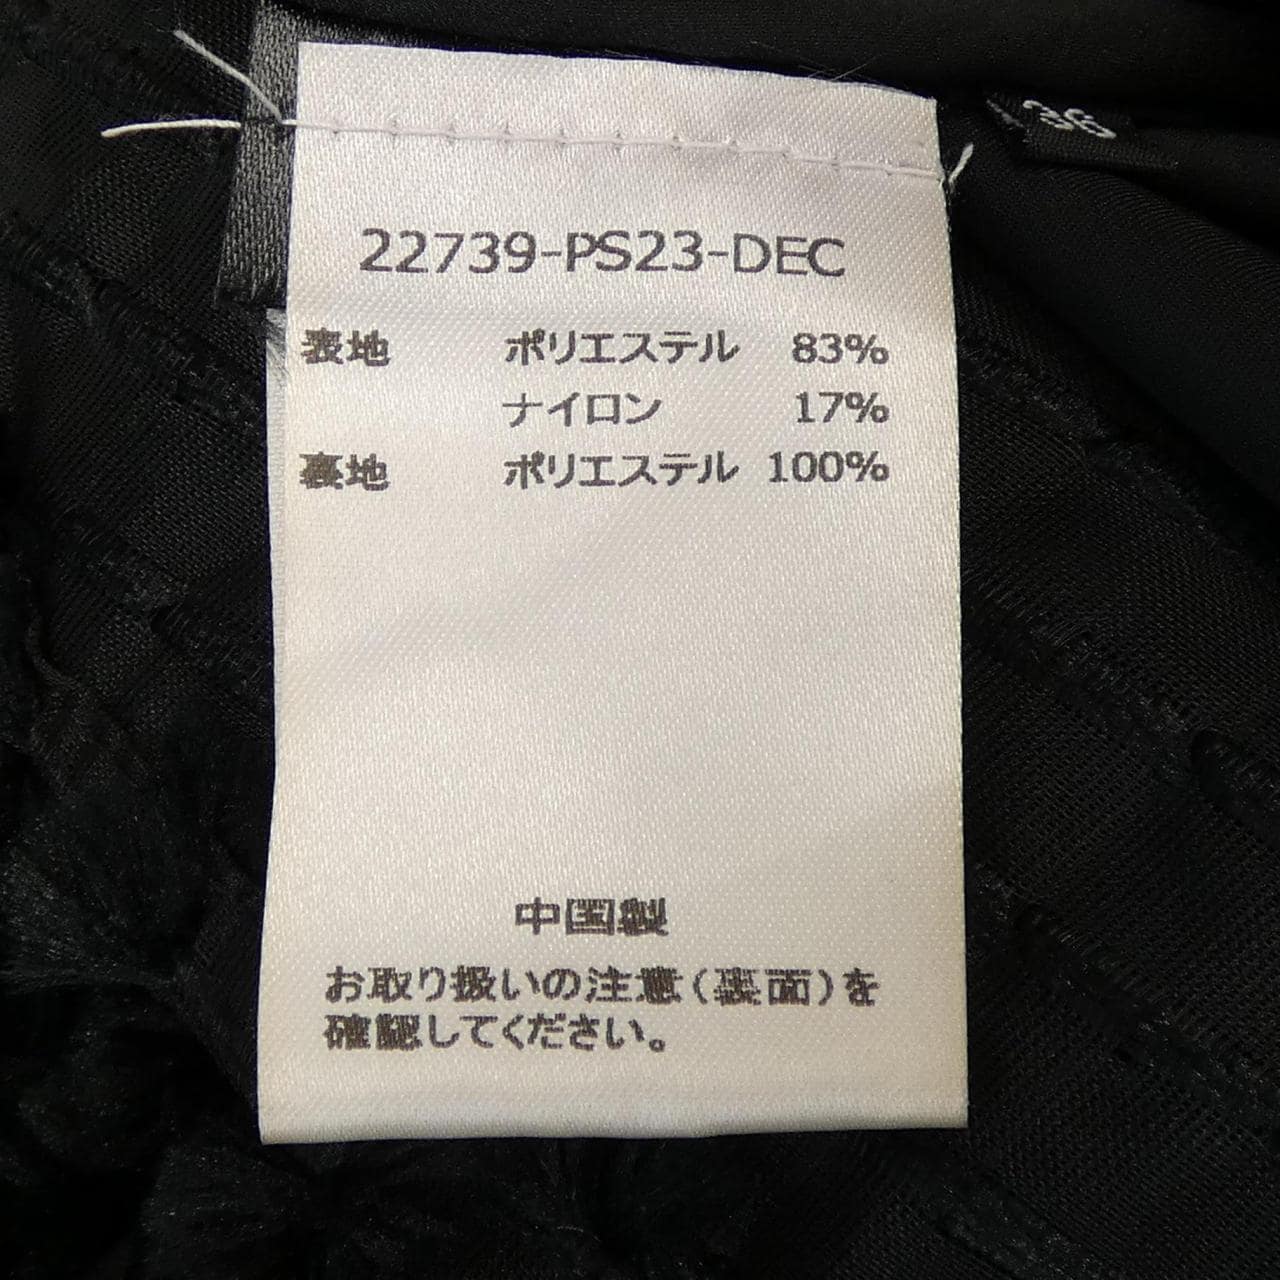 36
22739-PS23-DEC
表地 ポリエステル 83%
ナイロン 17%
裏地 ポリエステル 100%
中国製
お取り扱いの注意(裏面)を
確認してください。